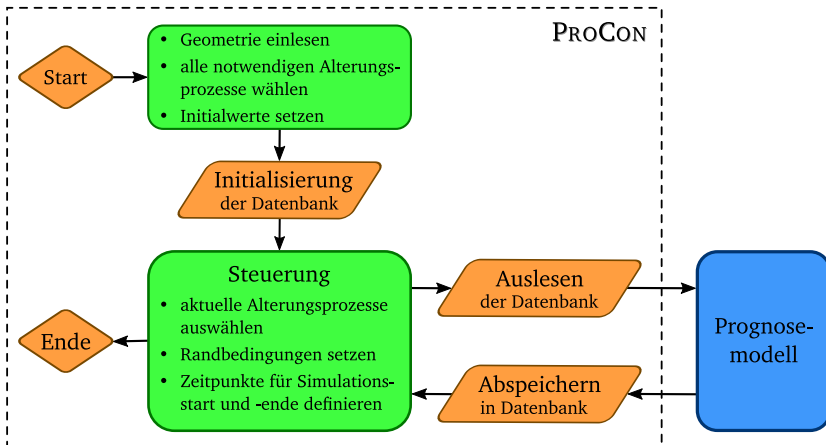 PROCON
Start
• Geometrie einlesen
• alle notwendigen Alterungs-
prozesse wählen
• Initialwerte setzen
Initialisierung
der Datenbank
Steuerung
• aktuelle Alterungsprozesse
auswählen
• Randbedingungen setzen
• Zeitpunkte für Simulations-
start und -ende definieren
Ende
Auslesen
der Datenbank
Abspeichern
in Datenbank
Prognose-
modell